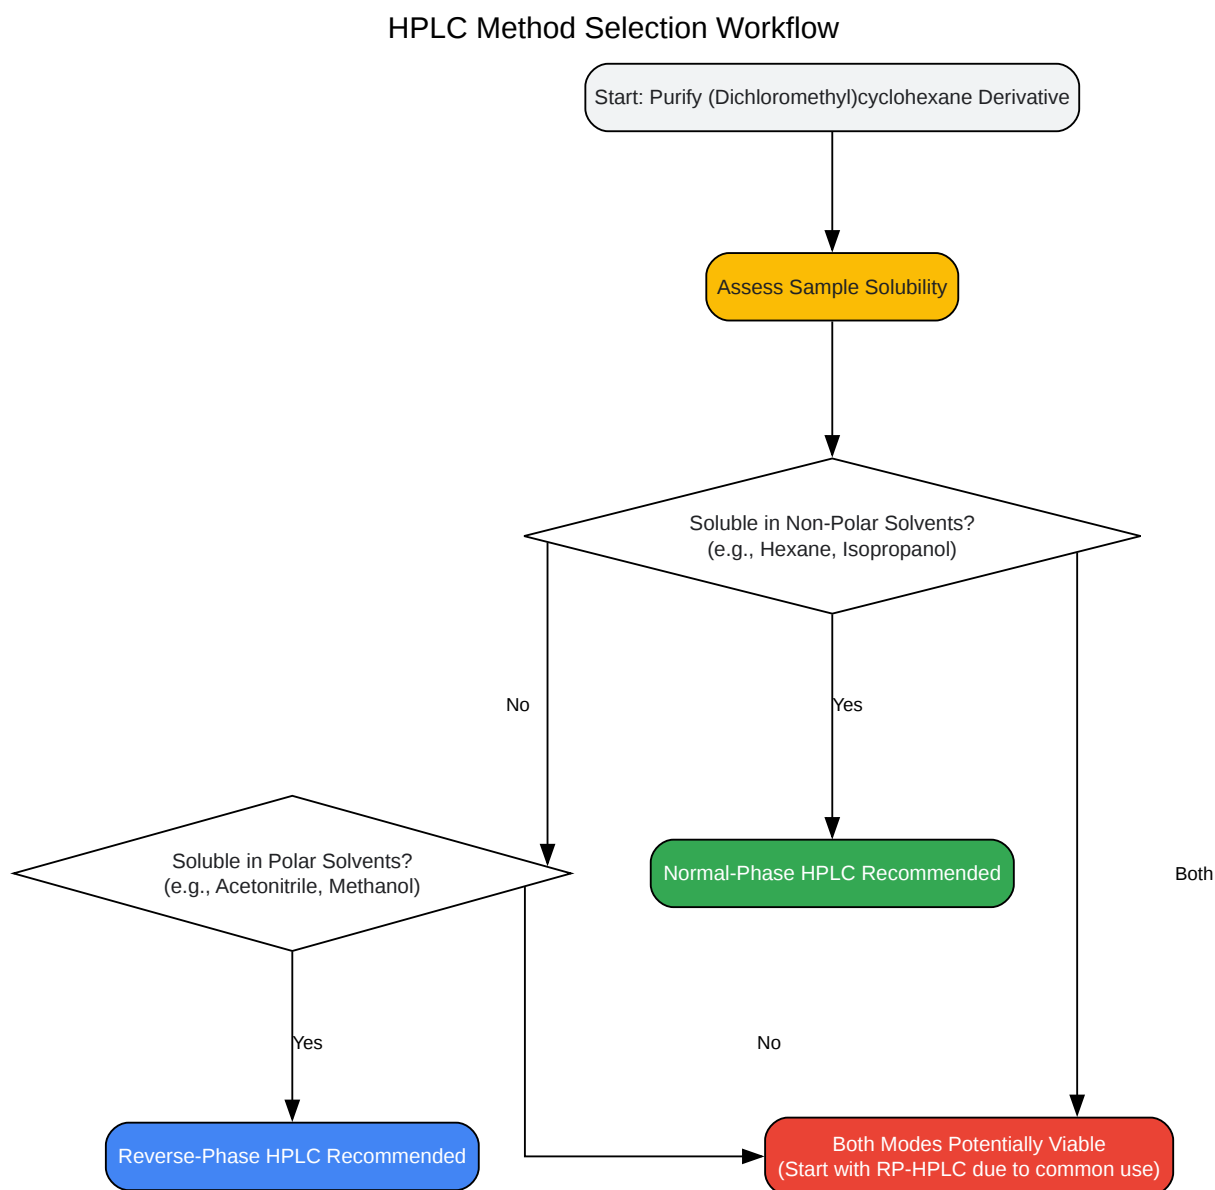 HPLC Method Selection Workflow
Start: Purify (Dichloromethyl)cyclohexane Derivative
Assess Sample Solubility
Soluble in Non-Polar Solvents?
(e.g., Hexane, Isopropanol)
No
Yes
Both
Soluble in Polar Solvents?
(e.g., Acetonitrile, Methanol)
Normal-Phase HPLC Recommended
Yes
No
Reverse-Phase HPLC Recommended
Both Modes Potentially Viable
(Start with RP-HPLC due to common use)